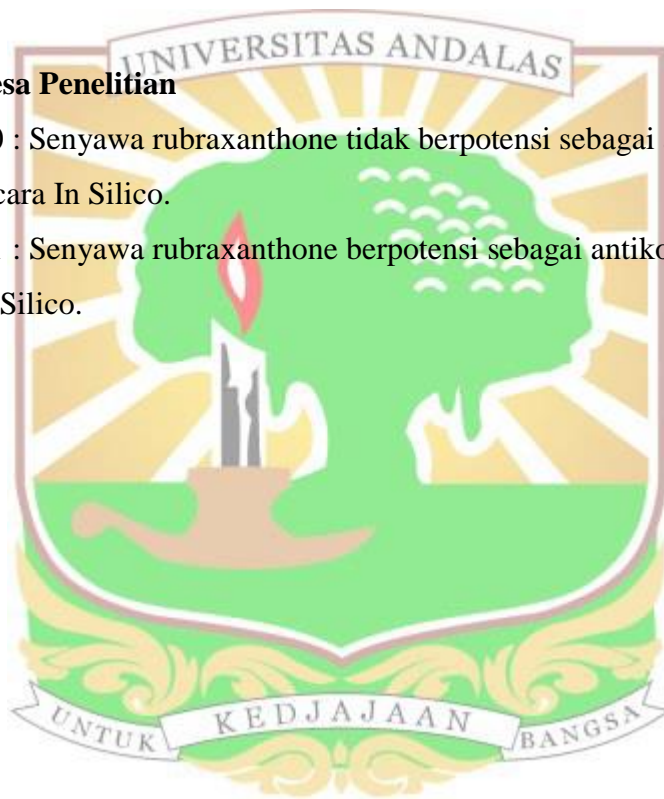 UNIVERSITAS ANDALAS
esa Penelitian
: Senyawa rubraxanthone tidak berpotensi sebagai
cara In Silico.
: Senyawa rubraxanthone berpotensi sebagai antiko
Silico.
UNTUK KEDJAJAAN BANGSA